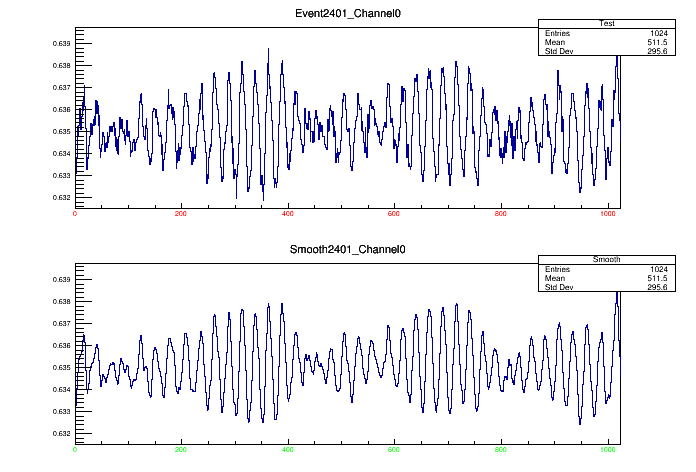 Event2401_Channel0
Test
Entries 1024
Mean 511.5
Std Dev 295.6
0.639
0.638
0.637
0.636
0.635
0.634
0.633
0.632
0 200 400 600 800 1000
Smooth2401_Channel0
Smooth
Entries 1024
Mean 511.5
Std Dev 295.6
0.639
0.638
0.637
0.636
0.635
0.634
0.633
0.632
0 200 400 600 800 1000